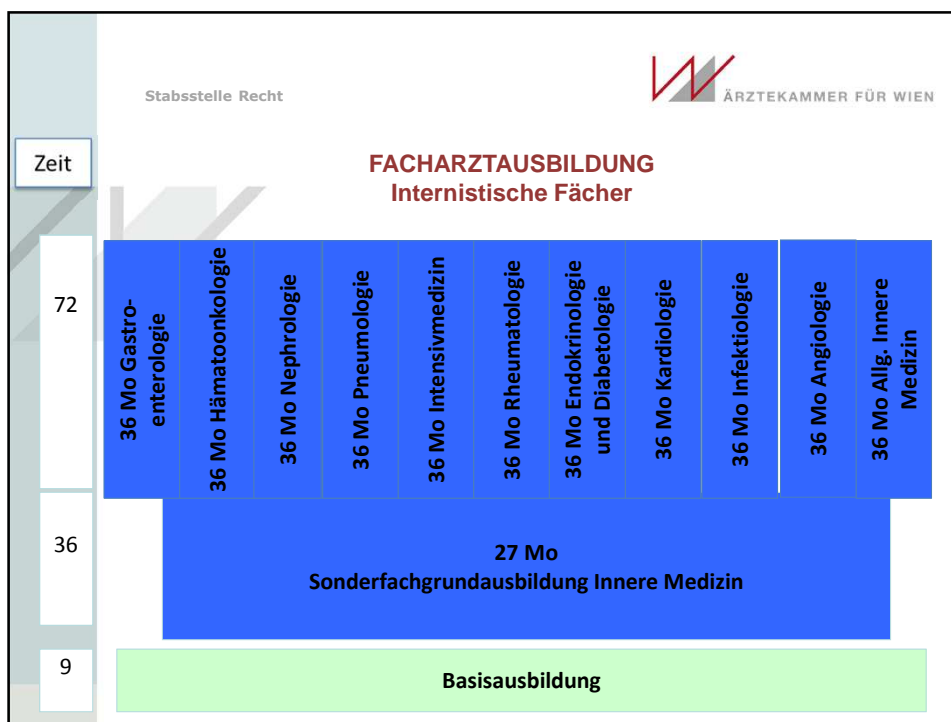 Stabsstelle Recht
ÄRZTEKAMMER FÜR WIEN
Zeit
FACHARZTAUSBILDUNG
Internistische Fächer
72
36 Mo Gastro-
enterologie
36 Mo Hämatoonkologie
36 Mo Nephrologie
36 Mo Pneumologie
36 Mo Intensivmedizin
36 Mo Rheumatologie
36 Mo Endokrinologie
und Diabetologie
36 Mo Kardiologie
36 Mo Infektiologie
36 Mo Angiologie
36 Mo Allg. Innere
Medizin
36
27 Mo
Sonderfachgrundausbildung Innere Medizin
9
Basisausbildung